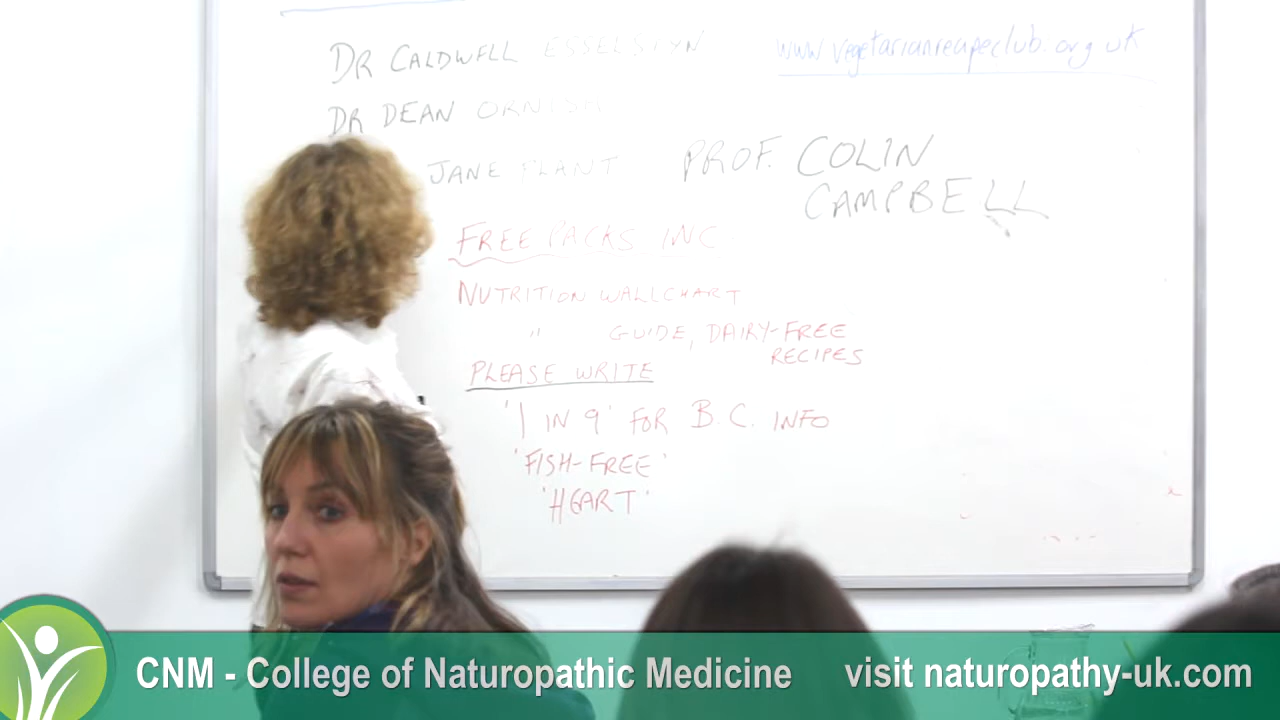 DR CALDWELL ESSELSTYN
www.vegetarianrecipeclub.org.uk
DR DEAN ORNISH
JANE PLANT
PROF. COLIN
CAMPBELL
FREE PACKS INC
NUTRITION WALLCHART
" GUIDE, DAIRY-FREE
RECIPES
PLEASE WRITE
'1 IN 9' FOR B.C. INFO
'FISH-FREE'
'HEART'
CNM - College of Naturopathic Medicine
visit naturopathy-uk.com